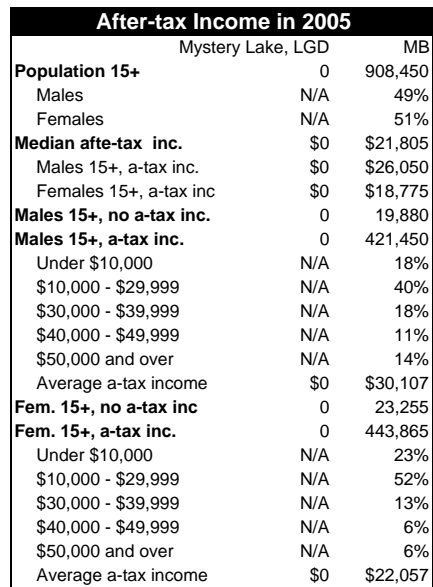 After-tax Income in 2005
Mystery Lake, LGD MB
Population 15+ 0 908,450
Males N/A 49%
Females N/A 51%
Median afte-tax inc. $0 $21,805
Males 15+, a-tax inc. $0 $26,050
Females 15+, a-tax inc $0 $18,775
Males 15+, no a-tax inc. 0 19,880
Males 15+, a-tax inc. 0 421,450
Under $10,000 N/A 18%
$10,000 - $29,999 N/A 40%
$30,000 - $39,999 N/A 18%
$40,000 - $49,999 N/A 11%
$50,000 and over N/A 14%
Average a-tax income $0 $30,107
Fem. 15+, no a-tax inc 0 23,255
Fem. 15+, a-tax inc. 0 443,865
Under $10,000 N/A 23%
$10,000 - $29,999 N/A 52%
$30,000 - $39,999 N/A 13%
$40,000 - $49,999 N/A 6%
$50,000 and over N/A 6%
Average a-tax income $0 $22,057